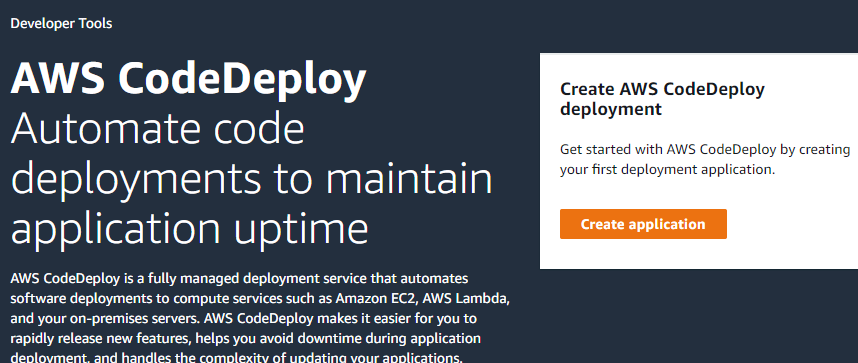 Developer Tools
AWS CodeDeploy
Automate code
deployments to maintain
application uptime
AWS CodeDeploy is a fully managed deployment service that automates
software deployments to compute services such as Amazon EC2, AWS Lambda,
and your on-premises servers. AWS CodeDeploy makes it easier for you to
rapidly release new features, helps you avoid downtime during application
deployment, and handles the complexity of updating your applications.
Create AWS CodeDeploy
deployment
Get started with AWS CodeDeploy by creating
your first deployment application.
Create application